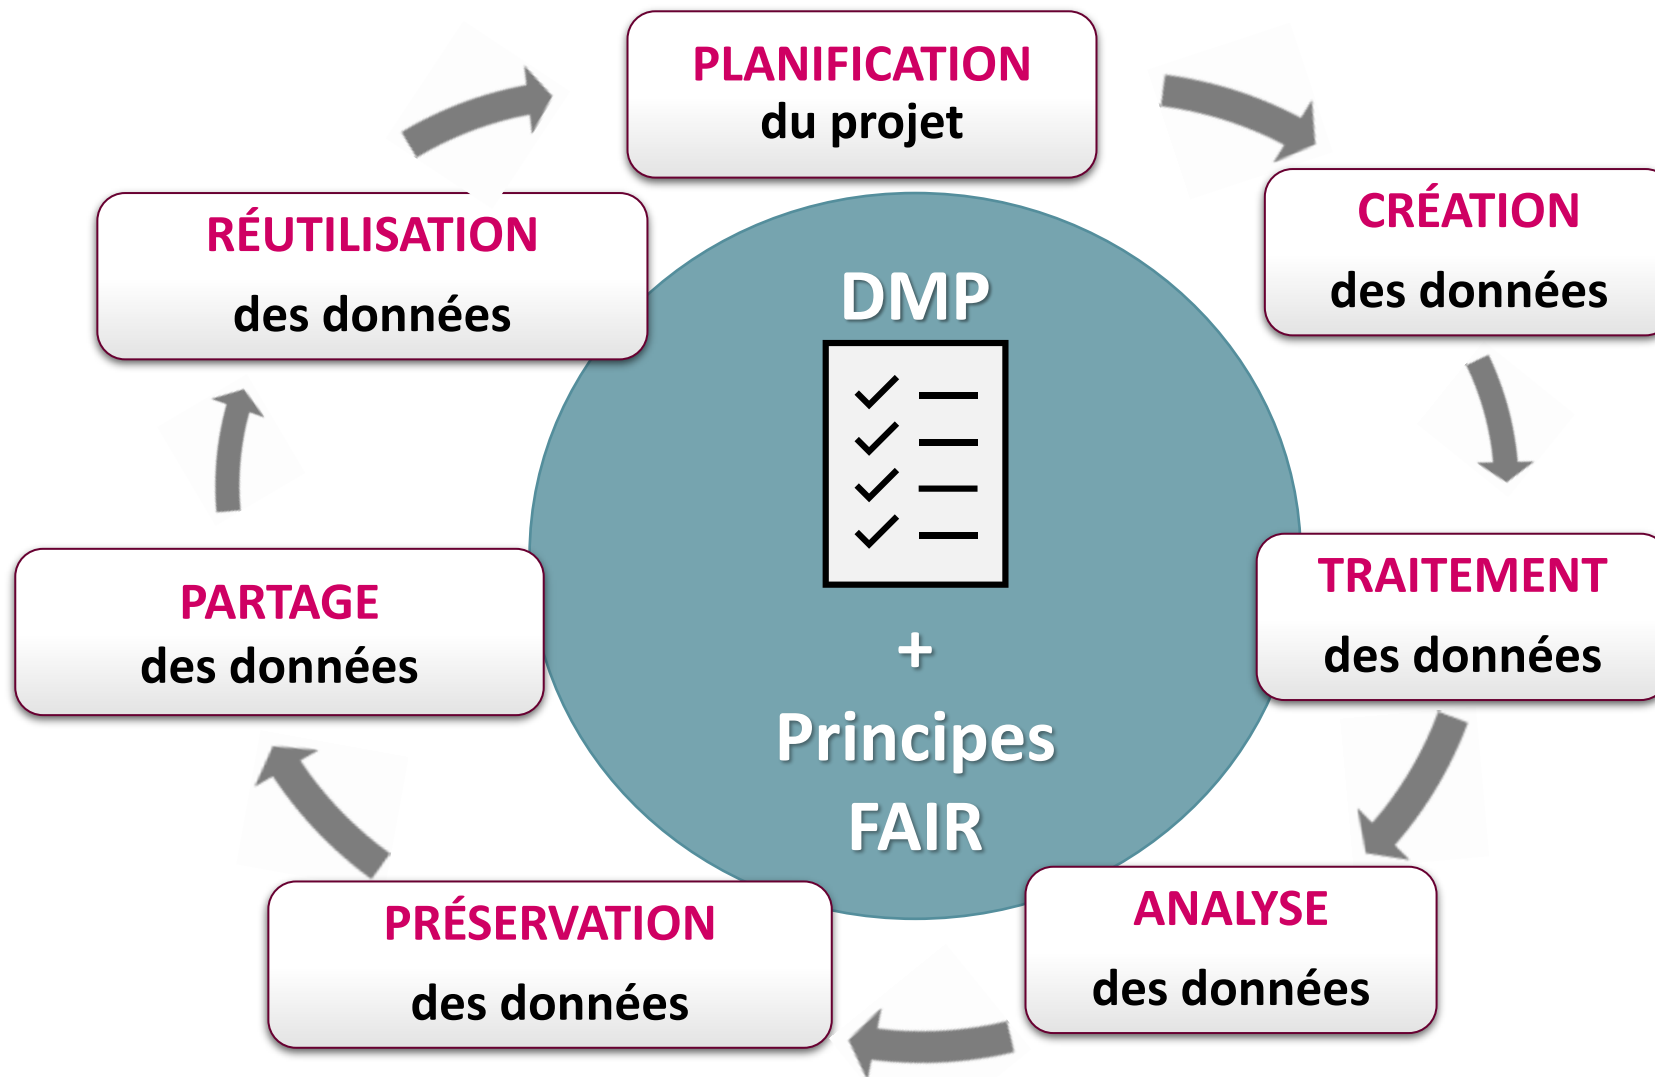 PLANIFICATION
du projet
CRÉATION
des données
TRAITEMENT
des données
ANALYSE
des données
PRÉSERVATION
des données
PARTAGE
des données
RÉUTILISATION
des données
DMP
+
Principes
FAIR